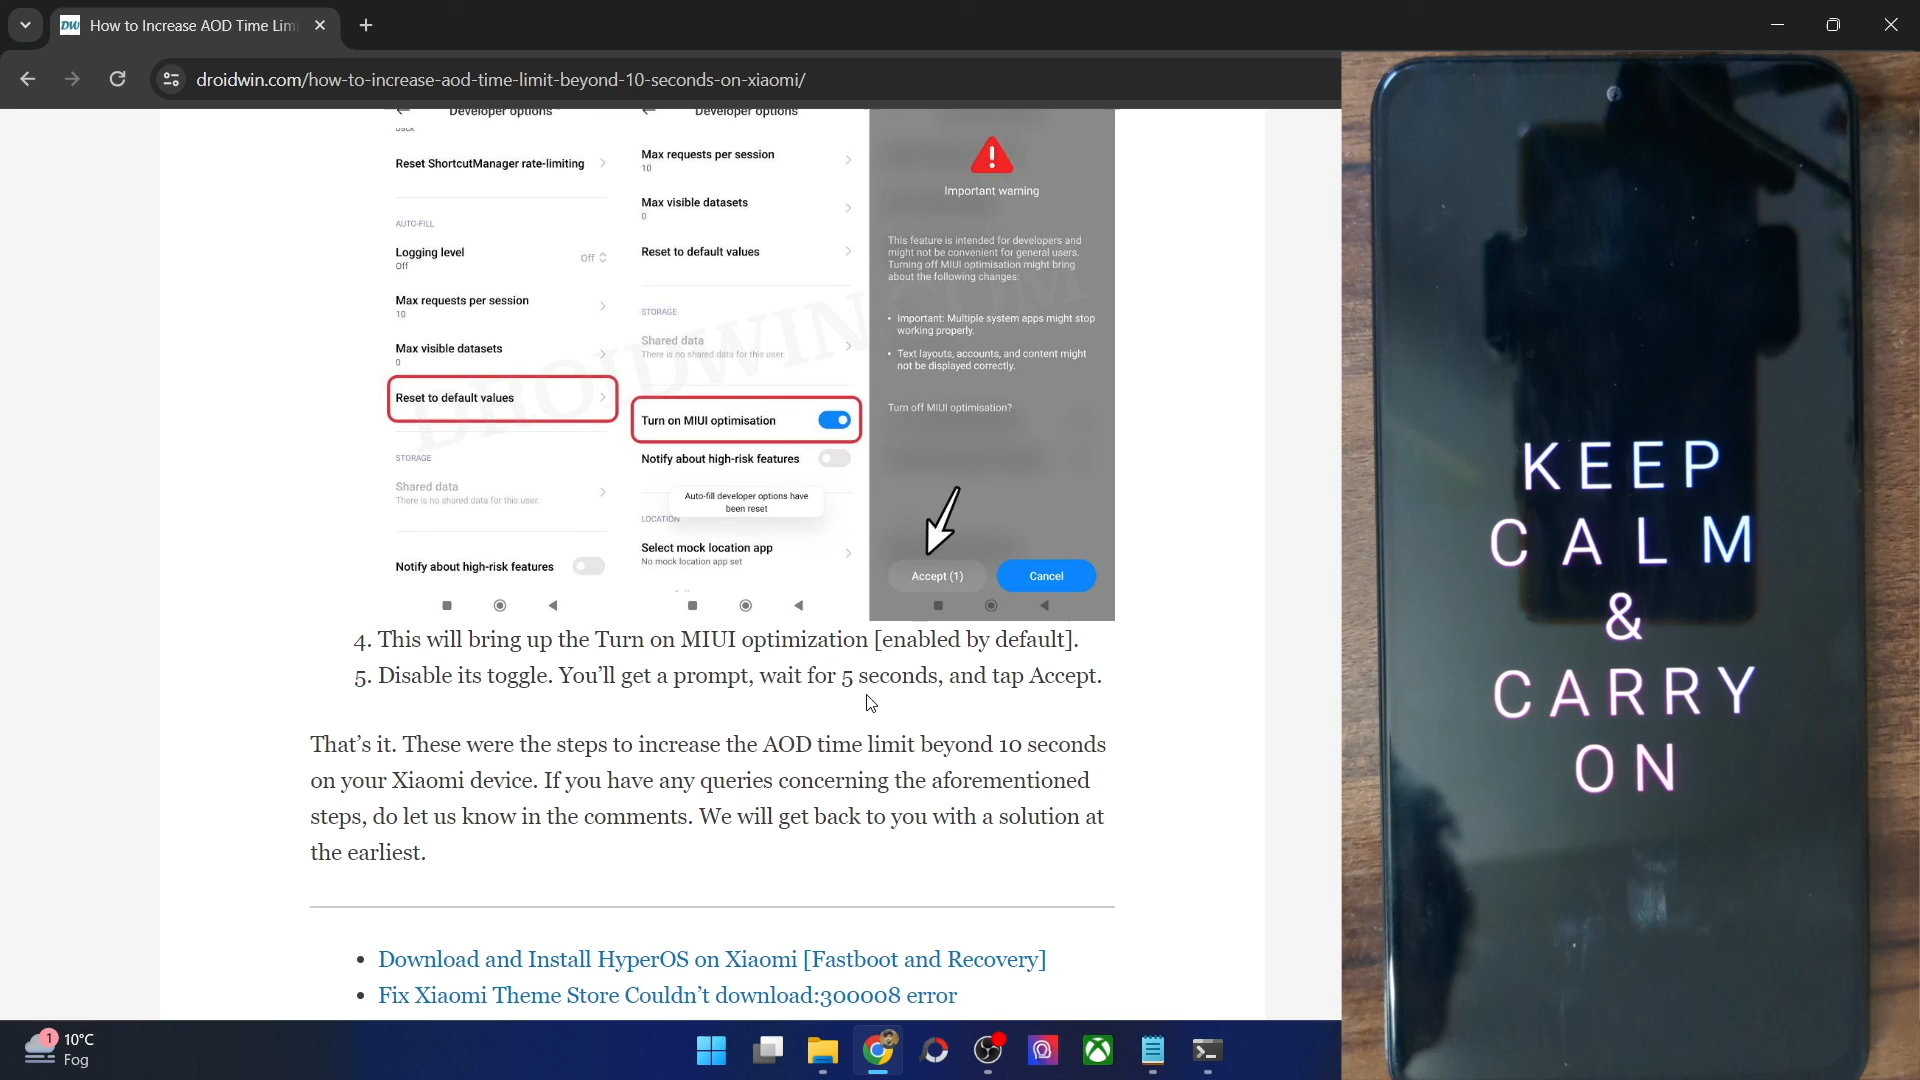 DW How to Increase AOD Time Lim
droidwin.com/how-to-increase-aod-time-limit-beyond-10-seconds-on-xiaomi/
Developer options
Back
Reset ShortcutManager rate-limiting
AUTO-FILL
Logging level
Off
Off
Max requests per session
10
Max visible datasets
0
Reset to default values
STORAGE
Shared data
There is no shared data for this user.
Notify about high-risk features
Developer options
Max requests per session
10
Max visible datasets
0
Reset to default values
STORAGE
Shared data
There is no shared data for this user.
Turn on MIUI optimisation
Notify about high-risk features
Auto-fill developer options have
been reset
LOCATION
Select mock location app
No mock location app set
Important warning
This feature is intended for developers and
might not be convenient for general users.
Turning off MIUI optimisation might bring
about the following changes:
• Important: Multiple system apps might stop
working properly.
• Text layouts, accounts, and content might
not be displayed correctly.
Turn off MIUI optimisation?
Accept (1)
Cancel
DROIDWIN.COM
4. This will bring up the Turn on MIUI optimization [enabled by default].
5. Disable its toggle. You’ll get a prompt, wait for 5 seconds, and tap Accept.
That’s it. These were the steps to increase the AOD time limit beyond 10 seconds
on your Xiaomi device. If you have any queries concerning the aforementioned
steps, do let us know in the comments. We will get back to you with a solution at
the earliest.
• Download and Install HyperOS on Xiaomi [Fastboot and Recovery]
• Fix Xiaomi Theme Store Couldn’t download:300008 error
1
10°C
Fog
KEEP
CALM
&
CARRY
ON